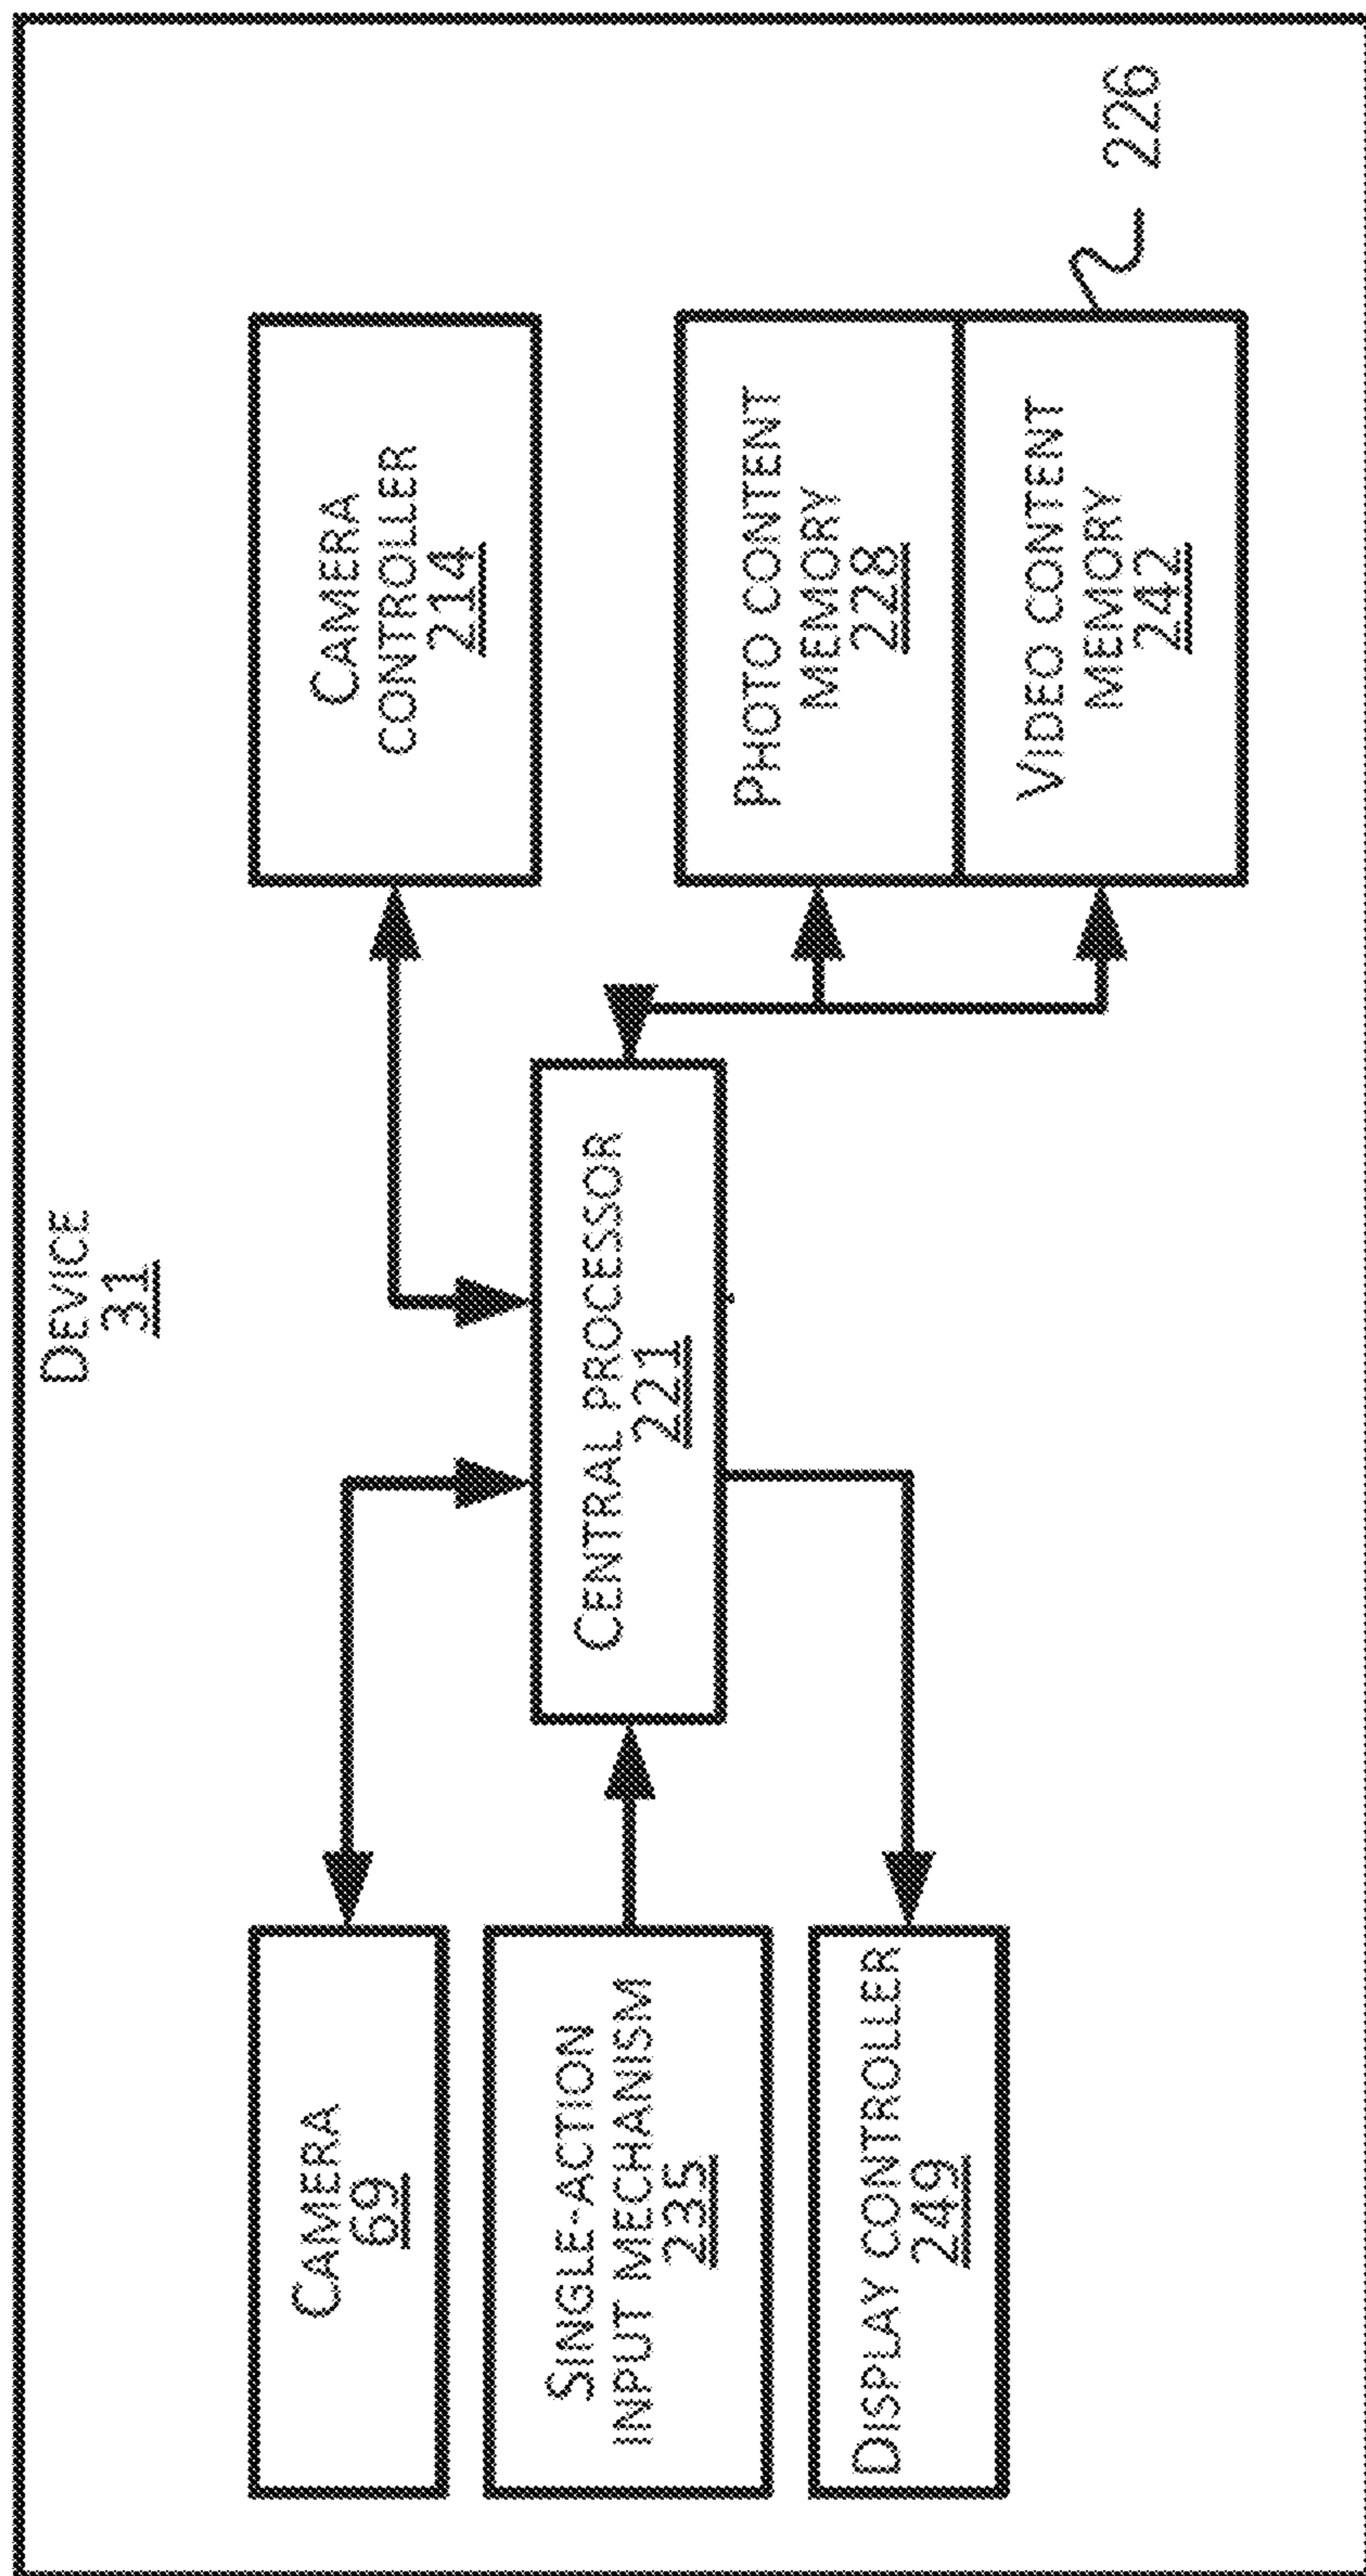 DEVICE
31
CAMERA
69
SINGLE-ACTION
INPUT MECHANISM
235
DISPLAY CONTROLLER
249
CENTRAL PROCESSOR
221
CAMERA
CONTROLLER
214
PHOTO CONTENT
MEMORY
228
VIDEO CONTENT
MEMORY
242
226